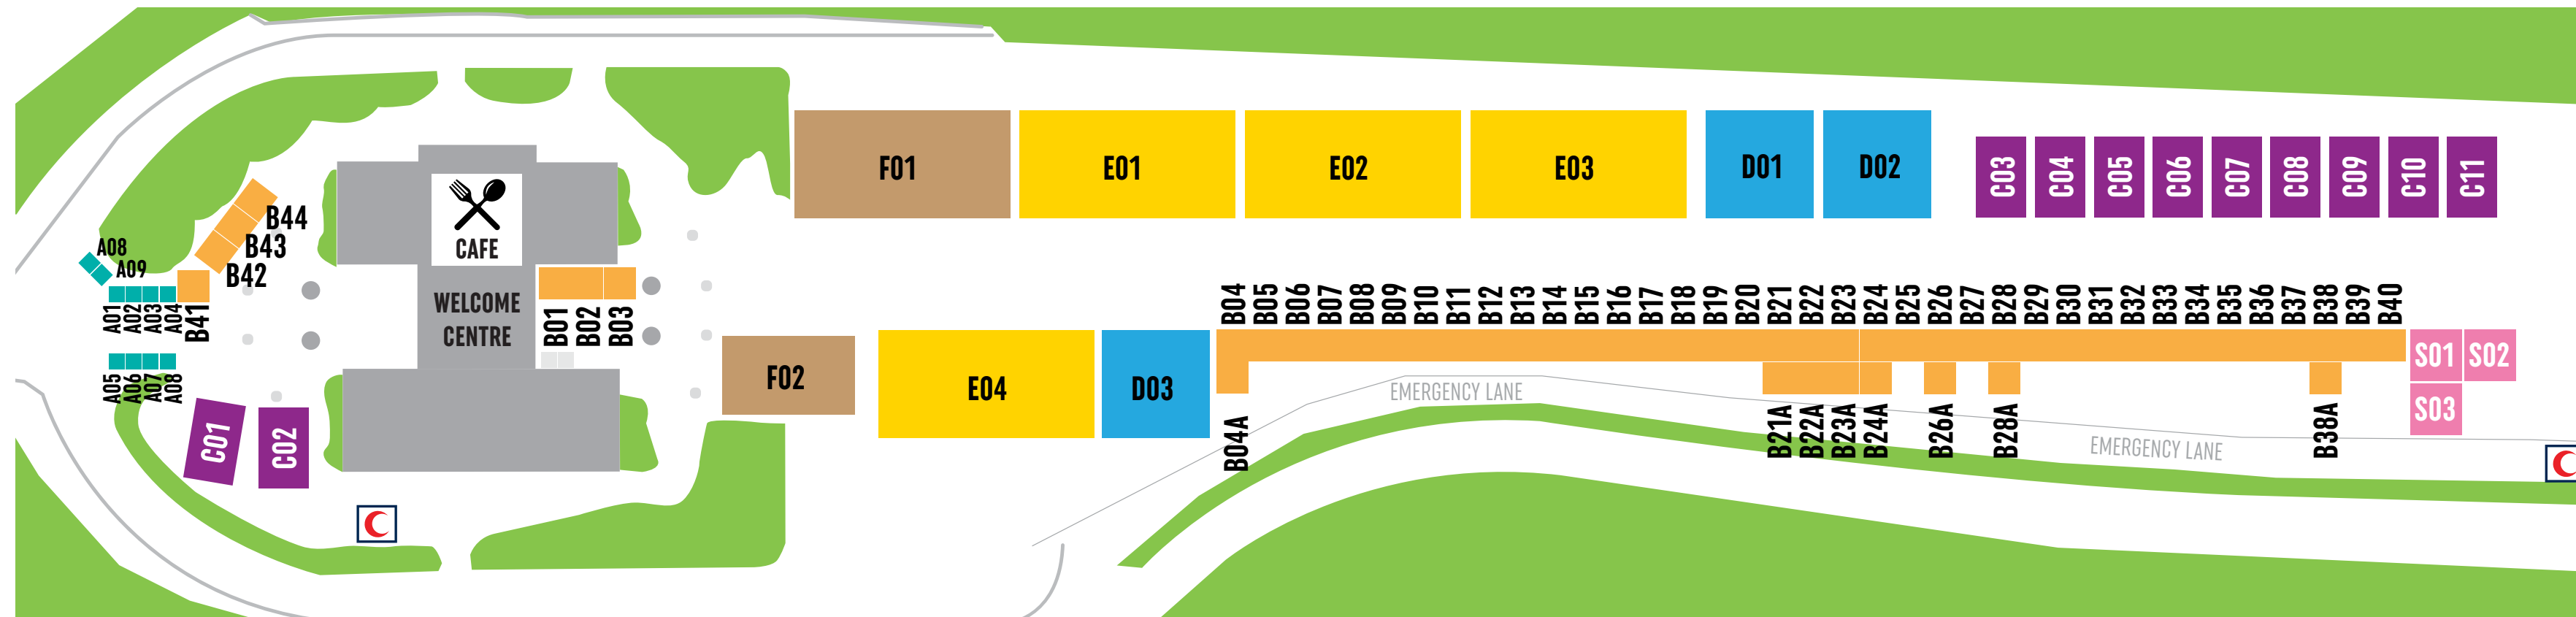 F01
E01
E02
E03
D01
D02
C03
C04
C05
C06
C07
C08
C09
C10
C11
CAFE
WELCOME
CENTRE
B44
B43
B42
A08
A09
A01
A02
A03
A04
B41
A05
A06
A07
A08
C01
C02
B01
B02
B03
F02
E04
D03
B04
B05
B06
B07
B08
B09
B10
B11
B12
B13
B14
B15
B16
B17
B18
B19
B20
B21
B22
B23
B24
B25
B26
B27
B28
B29
B30
B31
B32
B33
B34
B35
B36
B37
B38
B39
B40
S01
S02
S03
EMERGENCY LANE
B04A
B21A
B22A
B23A
B24A
B26A
B28A
B38A
EMERGENCY LANE